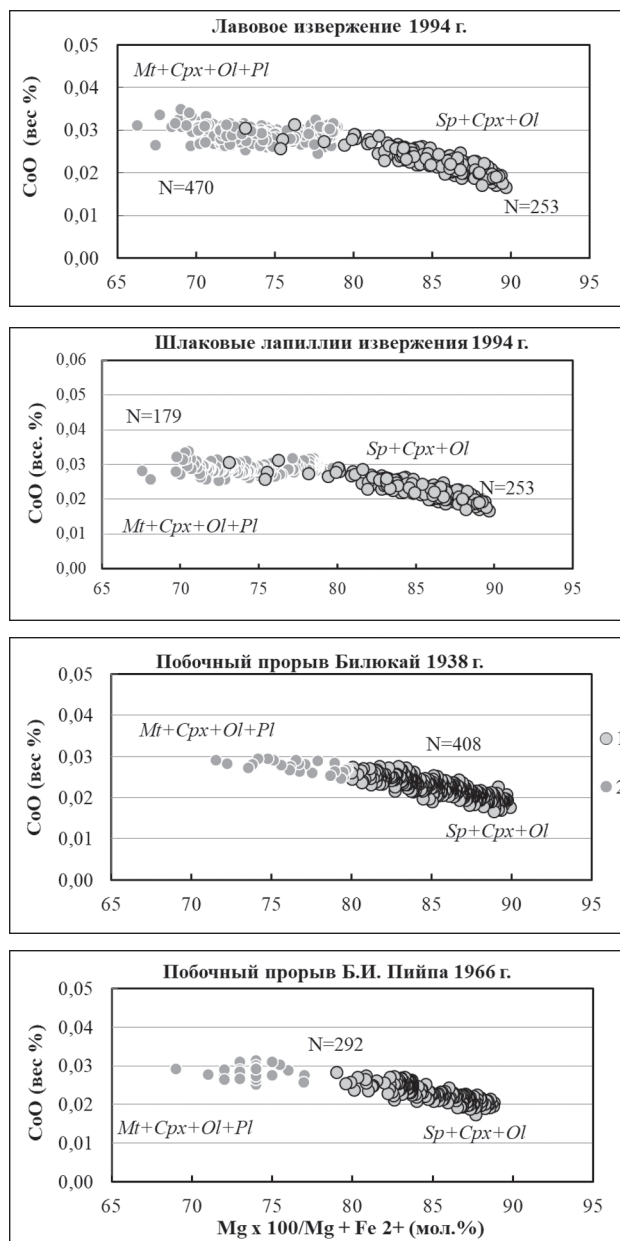 Лавовое извержение 1994 г.
0,05
0,04
0,03
0,02
0,01
0,00
CoO (вес %)
Mt+Cpx+Ol+Pl
Sp+Cpx+Ol
N=470
N=253
65 70 75 80 85 90 95
Шлаковые лапиллии извержения 1994 г.
0,06
0,05
0,04
0,03
0,02
0,01
0,00
CoO (все. %)
N=179
Sp+Cpx+Ol
N=253
Mt+Cpx+Ol+Pl
65 70 75 80 85 90 95
Побочный прорыв Билюкай 1938 г.
0,05
0,04
0,03
0,02
0,01
0,00
CoO (вес %)
Mt+Cpx+Ol+Pl
N=408
Sp+Cpx+Ol
1
2
65 70 75 80 85 90 95
Побочный прорыв Б.И. Пийпа 1966 г.
0,05
0,04
0,03
0,02
0,01
0,00
CoO (вес %)
N=292
Mt+Cpx+Ol+Pl
Sp+Cpx+Ol
65 70 75 80 85 90 95
Mg x 100/Mg + Fe 2+ (мол.%)